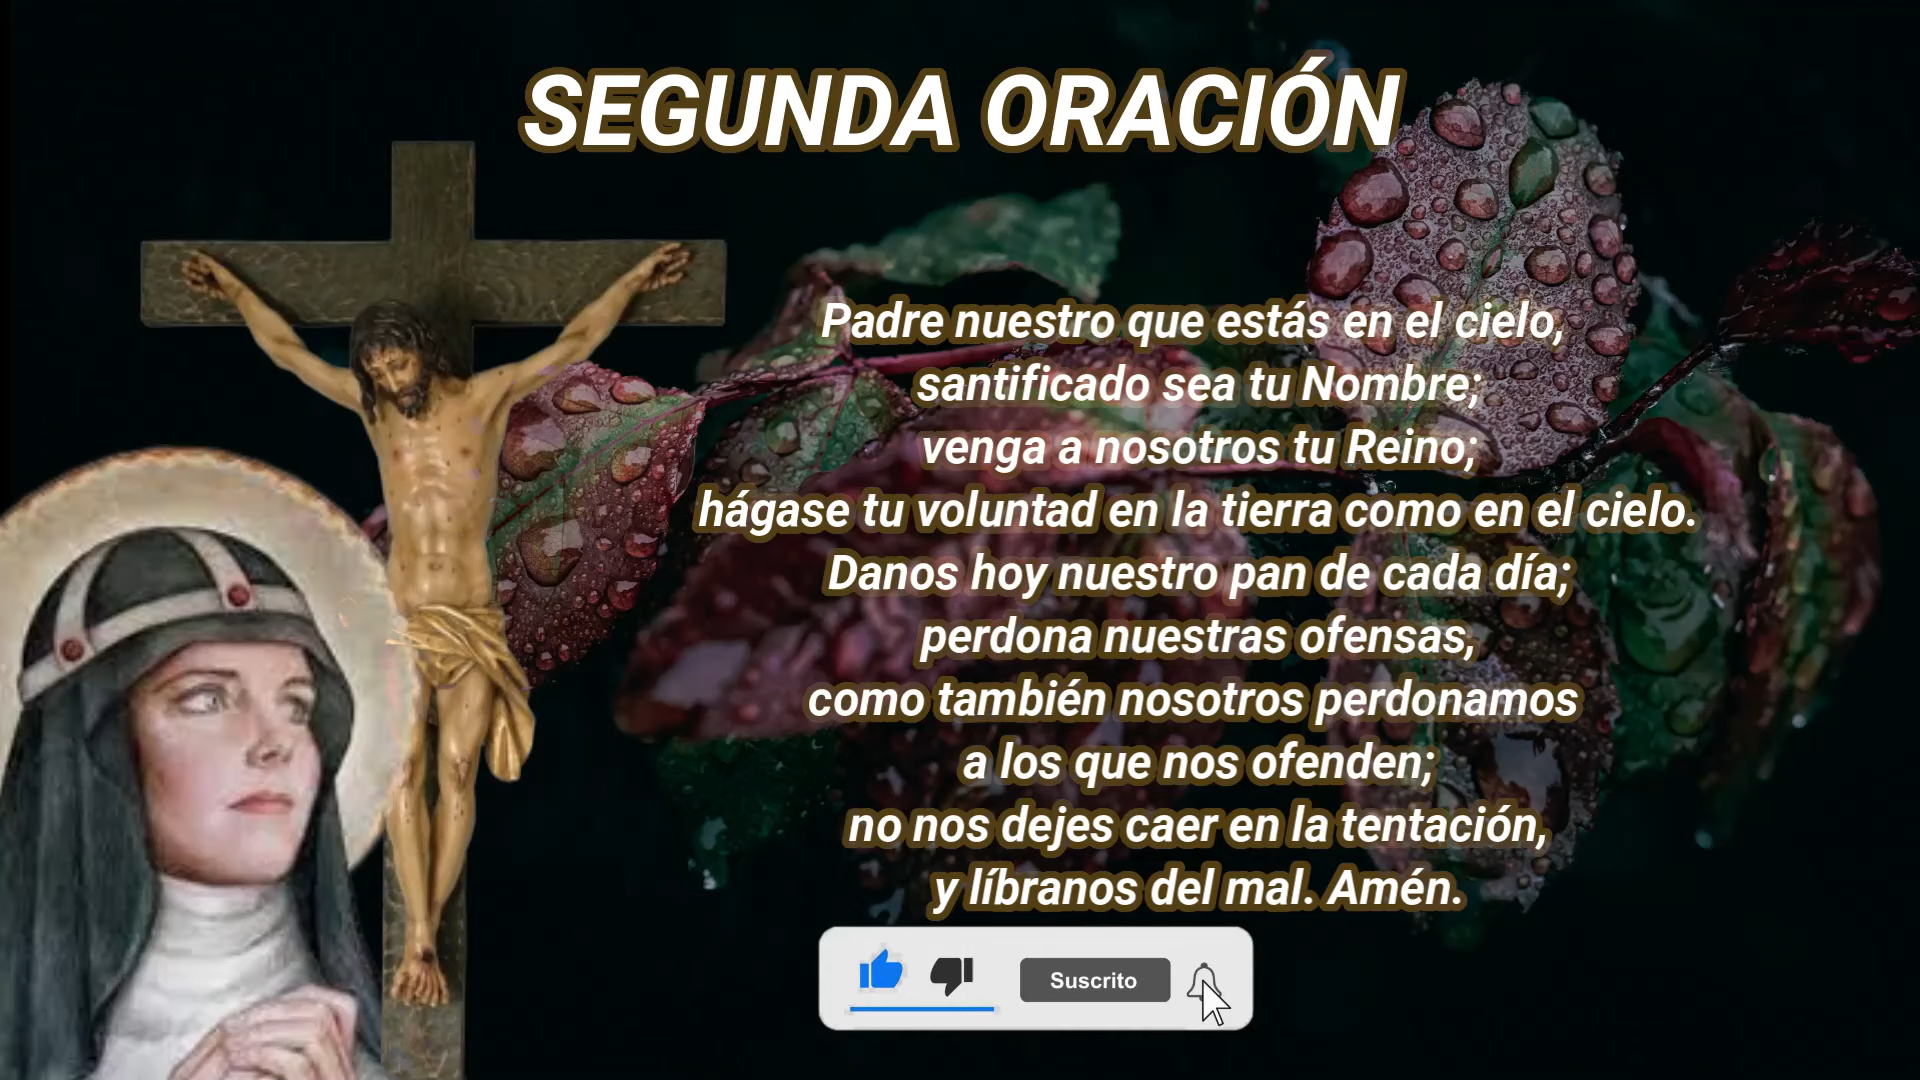 SEGUNDA ORACIÓN
Padre nuestro que estás en el cielo,
santificado sea tu Nombre;
venga a nosotros tu Reino;
hágase tu voluntad en la tierra como en el cielo.
Danos hoy nuestro pan de cada día;
perdona nuestras ofensas,
como también nosotros perdonamos
a los que nos ofenden;
no nos dejes caer en la tentación,
y líbranos del mal. Amén.
Suscrito